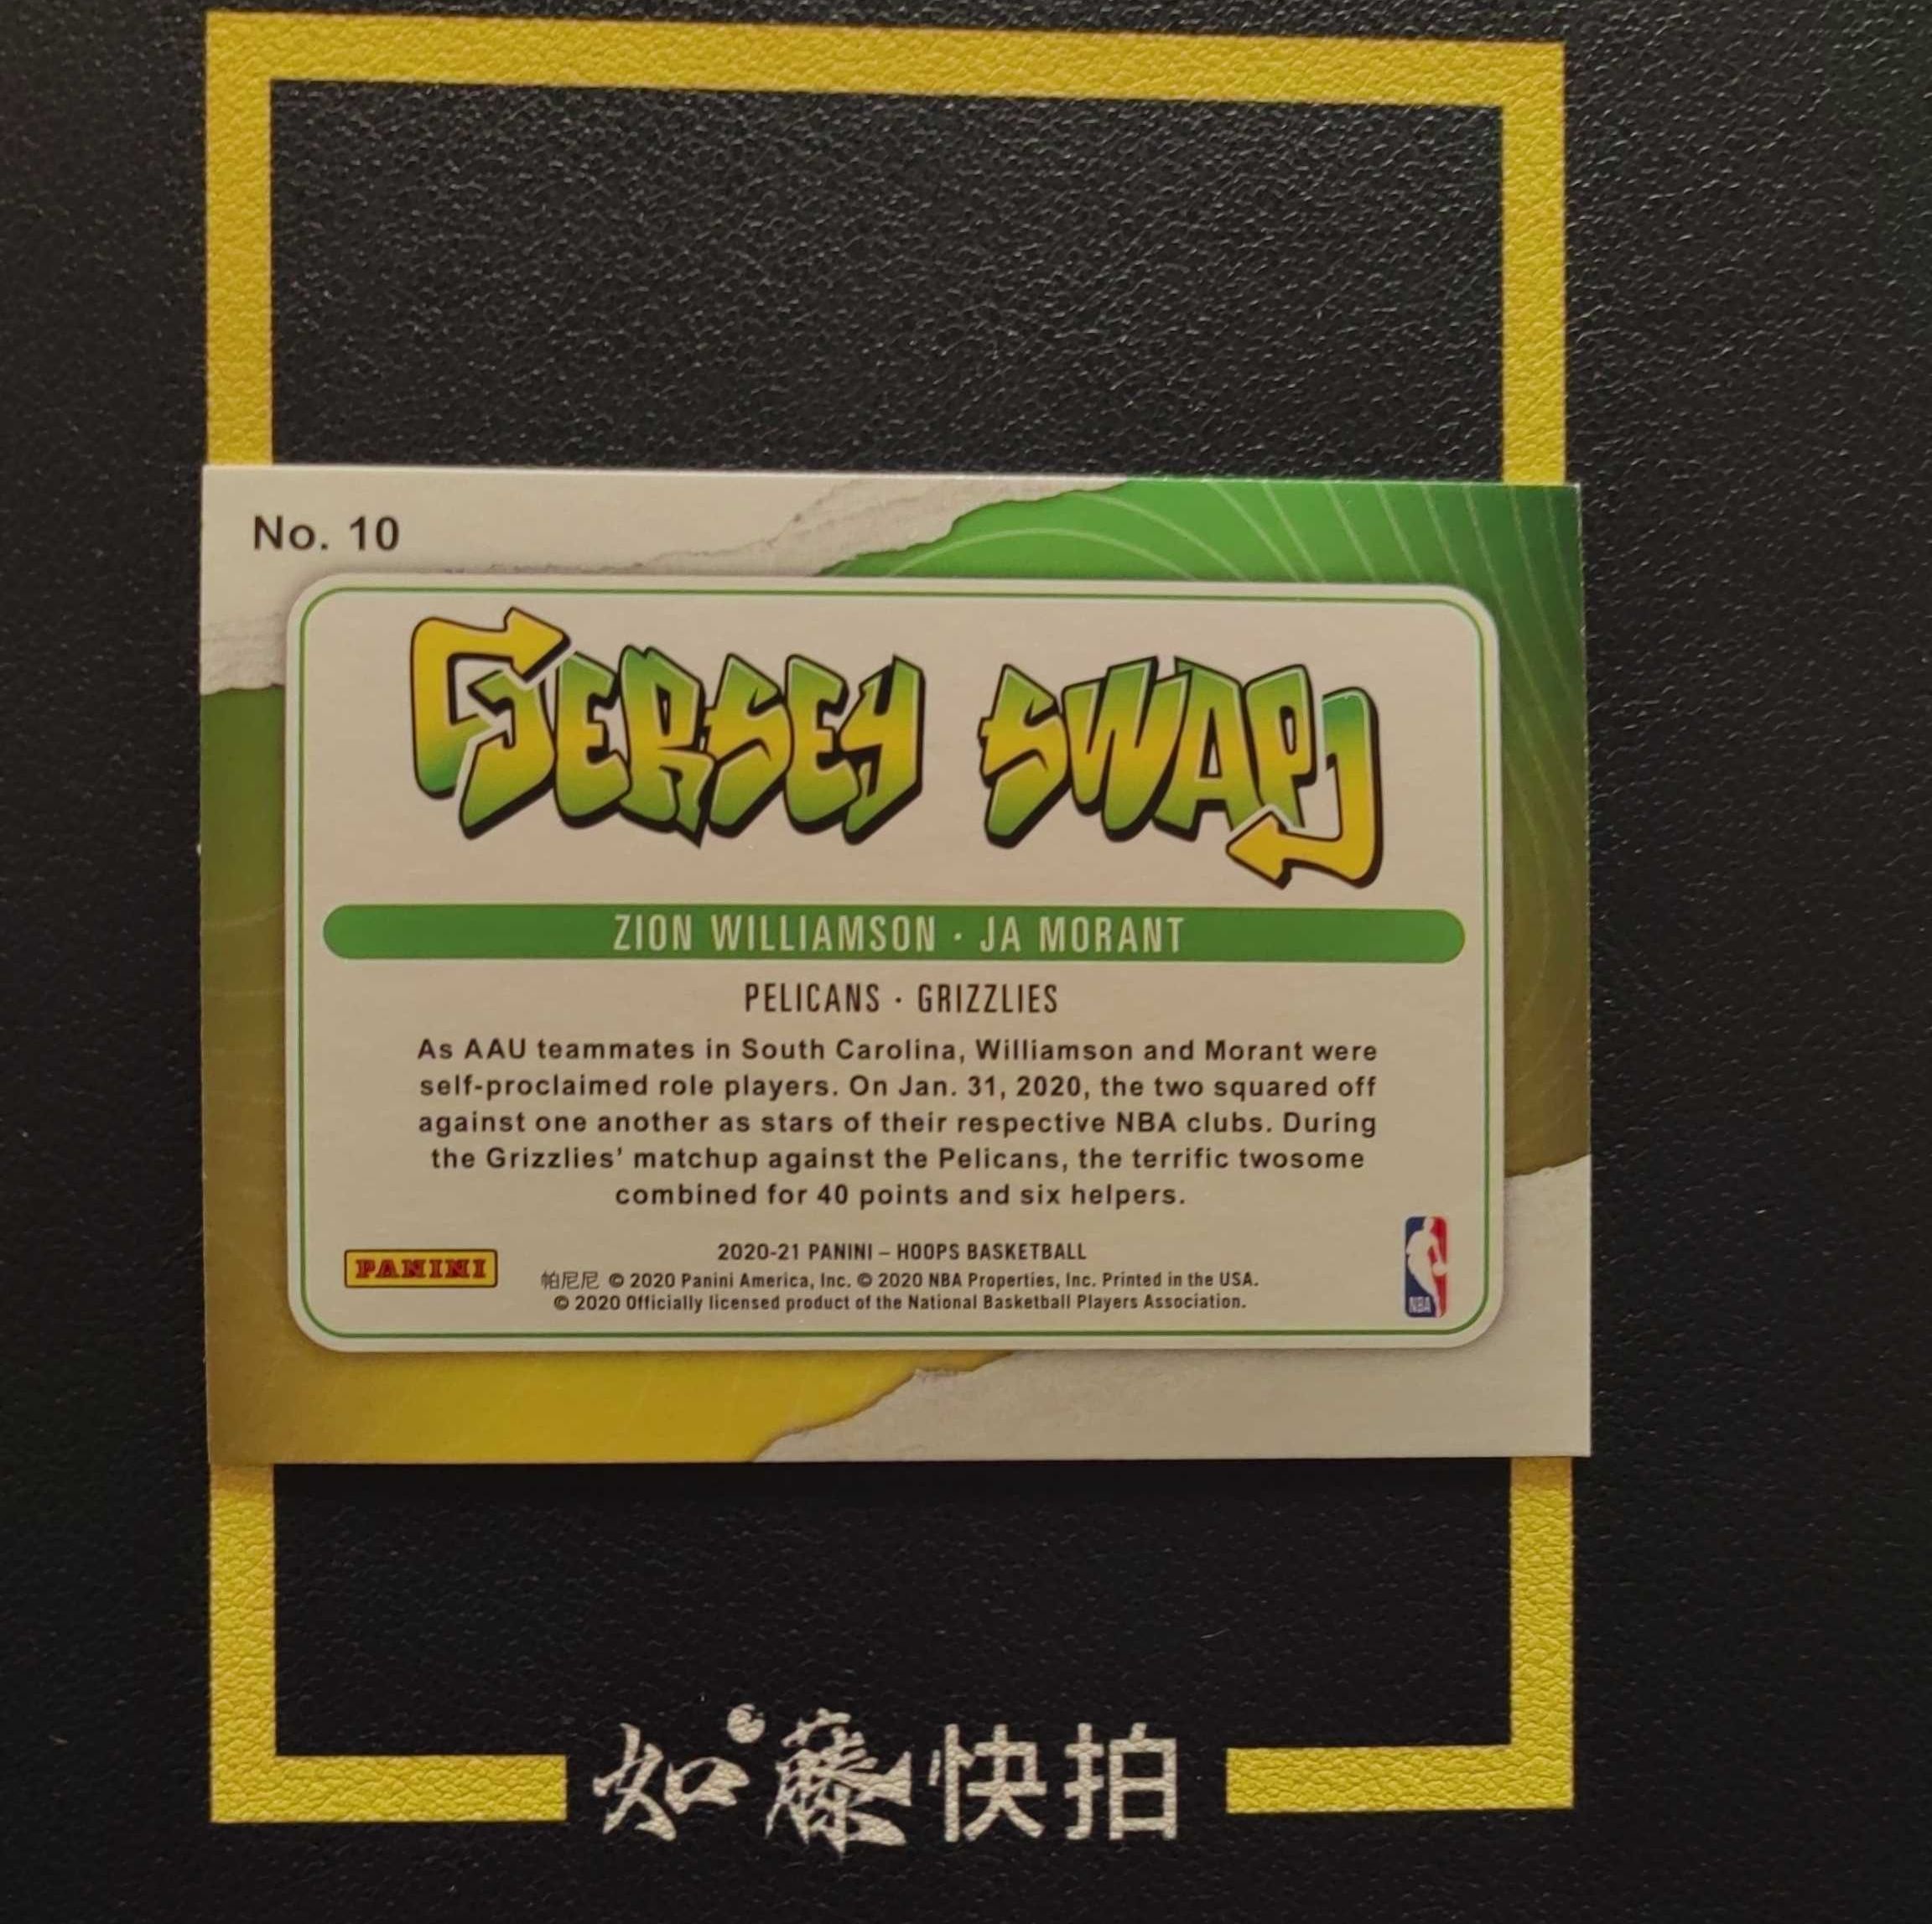 No. 10
JERSEY SWAP
ZION WILLIAMSON · JA MORANT
PELICANS · GRIZZLIES
As AAU teammates in South Carolina, Williamson and Morant were
self-proclaimed role players. On Jan. 31, 2020, the two squared off
against one another as stars of their respective NBA clubs. During
the Grizzlies’ matchup against the Pelicans, the terrific twosome
combined for 40 points and six helpers.
PANINI
2020-21 PANINI – HOOPS BASKETBALL
帕尼尼 © 2020 Panini America, Inc. © 2020 NBA Properties, Inc. Printed in the USA.
© 2020 Officially licensed product of the National Basketball Players Association.
NBA
如藤快拍